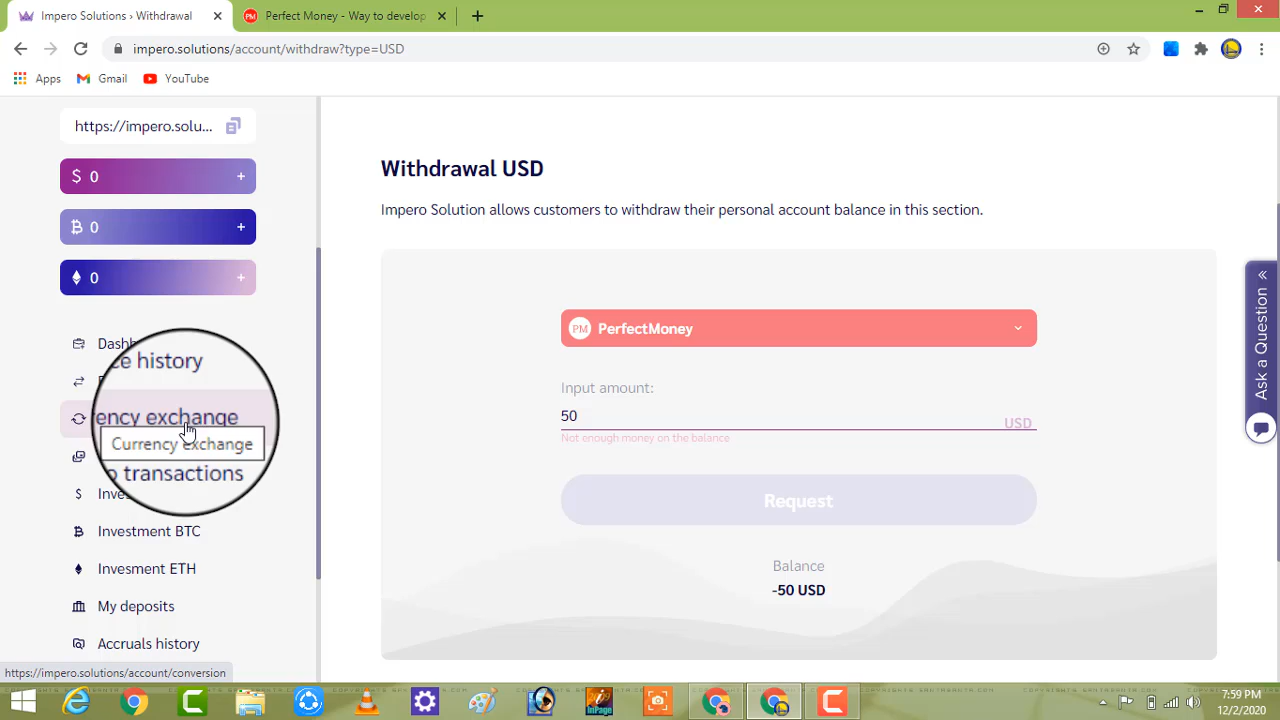 Impero Solutions › Withdrawal
Perfect Money - Way to develop
impero.solutions/account/withdraw?type=USD
Apps
Gmail
YouTube
https://impero.solu...
$ 0 +
0 +
0 +
Dashb
ce history
ency exchange
Currency exchange
o transactions
Inve
Investment BTC
Invesment ETH
My deposits
Accruals history
https://impero.solutions/account/conversion
Withdrawal USD
Impero Solution allows customers to withdraw their personal account balance in this section.
PM PerfectMoney
Input amount:
50
USD
Not enough money on the balance
Request
Balance
-50 USD
Ask a Question
7:59 PM
12/2/2020